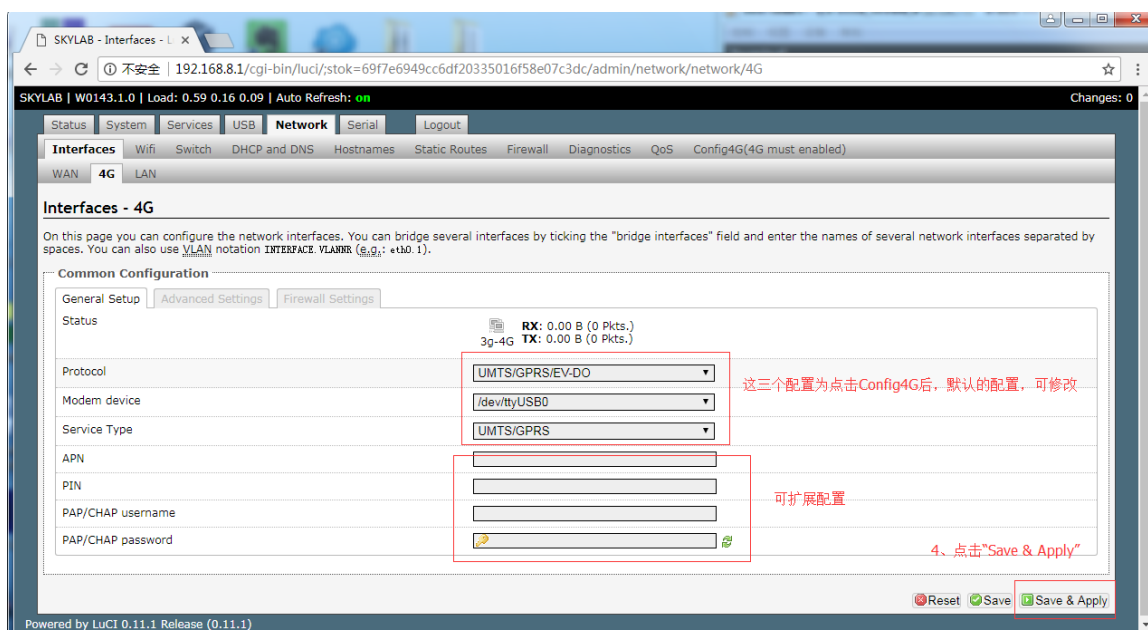 SKYLAB - Interfaces - L
不安全 | 192.168.8.1/cgi-bin/luci/;stok=69f7e6949cc6df20335016f58e07c3dc/admin/network/network/4G
SKYLAB | W0143.1.0 | Load: 0.59 0.16 0.09 | Auto Refresh: on Changes: 0
Status System Services USB Network Serial Logout
Interfaces Wifi Switch DHCP and DNS Hostnames Static Routes Firewall Diagnostics QoS Config4G(4G must enabled)
WAN 4G LAN
Interfaces - 4G
On this page you can configure the network interfaces. You can bridge several interfaces by ticking the "bridge interfaces" field and enter the names of several network interfaces separated by
spaces. You can also use VLAN notation INTERFACE.VLANNR (e.g.: eth0.1).
Common Configuration
General Setup Advanced Settings Firewall Settings
Status
RX: 0.00 B (0 Pkts.)
3g-4G TX: 0.00 B (0 Pkts.)
Protocol UMTS/GPRS/EV-DO
这三个配置为点击Config4G后，默认的配置，可修改
Modem device /dev/ttyUSB0
Service Type UMTS/GPRS
APN
PIN
可扩展配置
PAP/CHAP username
PAP/CHAP password
4、点击"Save & Apply"
Reset Save Save & Apply
Powered by LuCI 0.11.1 Release (0.11.1)